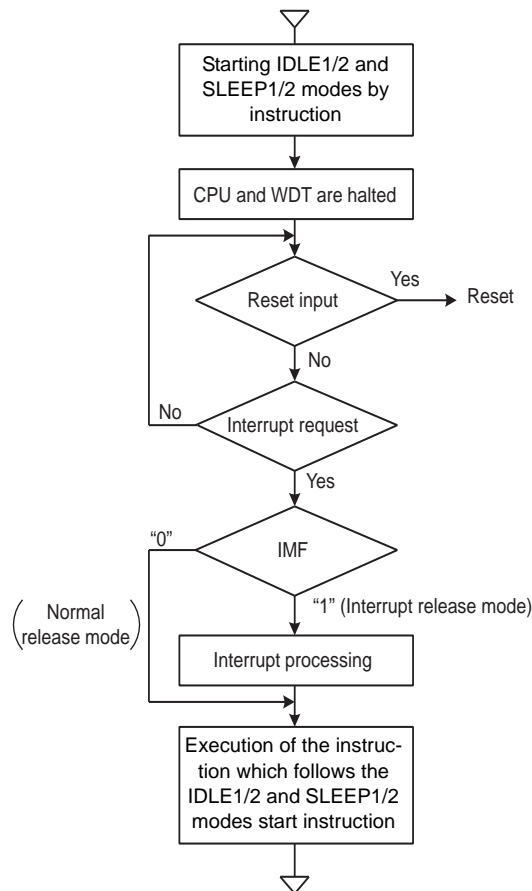 Starting IDLE1/2 and
SLEEP1/2 modes by
instruction
CPU and WDT are halted
Reset input
Yes
Reset
No
No
Interrupt request
Yes
“0”
IMF
“1” (Interrupt release mode)
Normal
release mode
Interrupt processing
Execution of the instruc-
tion which follows the
IDLE1/2 and SLEEP1/2
modes start instruction